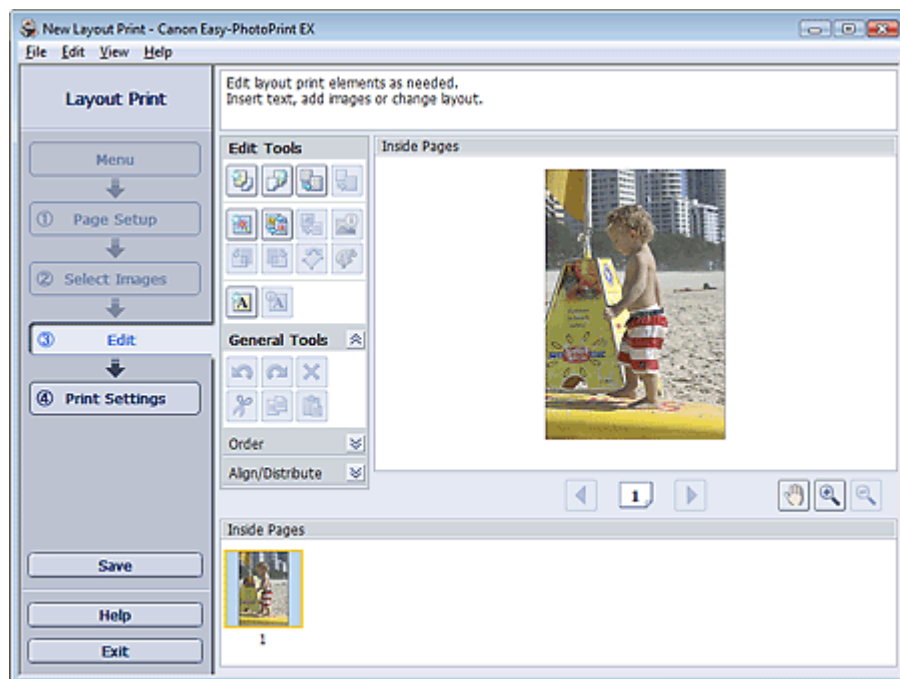 New Layout Print - Canon Easy-PhotoPrint EX
File Edit View Help
Layout Print
Edit layout print elements as needed.
Insert text, add images or change layout.
Menu
① Page Setup
② Select Images
③ Edit
④ Print Settings
Save
Help
Exit
Edit Tools
A A
General Tools
Order
Align/Distribute
Inside Pages
1
Inside Pages
1